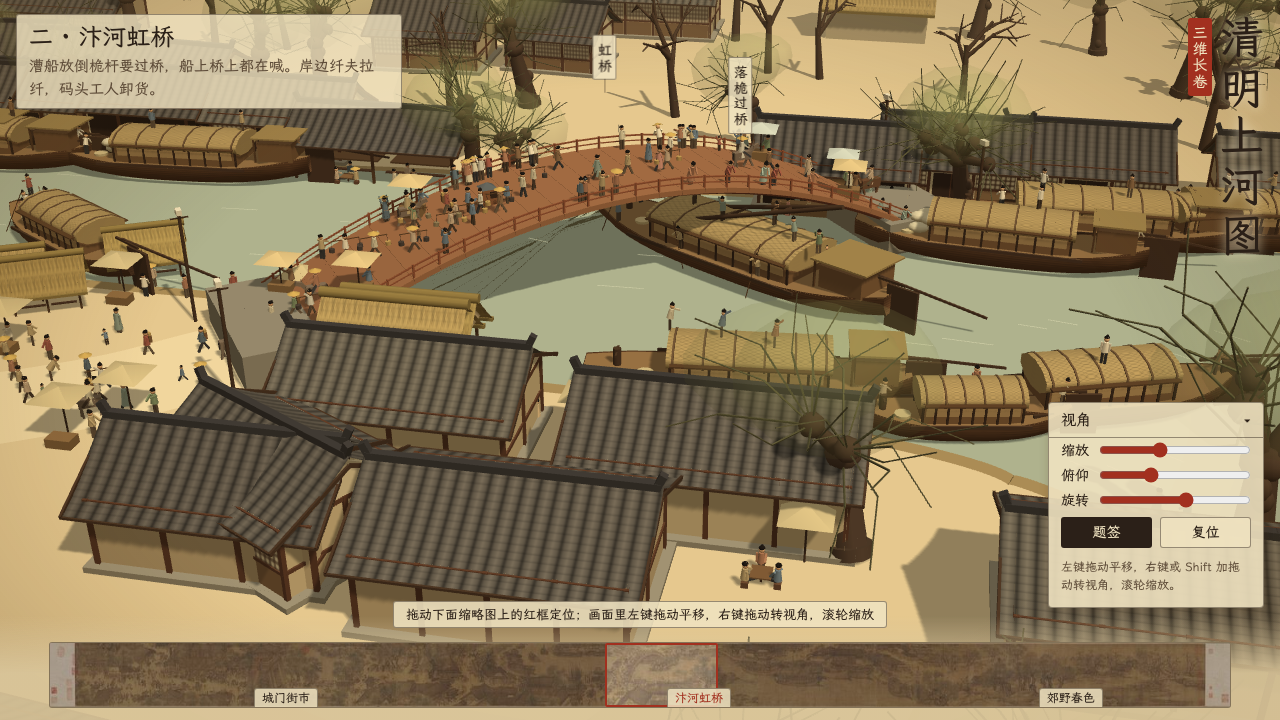 二·汴河虹桥
漕船放倒桅杆要过桥，船上桥上都在喊。岸边纤夫拉
纤，码头工人卸货。
虹桥
落桅过桥
清明上河图
三维长卷
视角
缩放
俯仰
旋转
题签
复位
左键拖动平移，右键或 Shift 加拖
动转视角，滚轮缩放。
拖动下面缩略图上的红框定位；画面里左键拖动平移，右键拖动转视角，滚轮缩放
城门街市
汴河虹桥
郊野春色